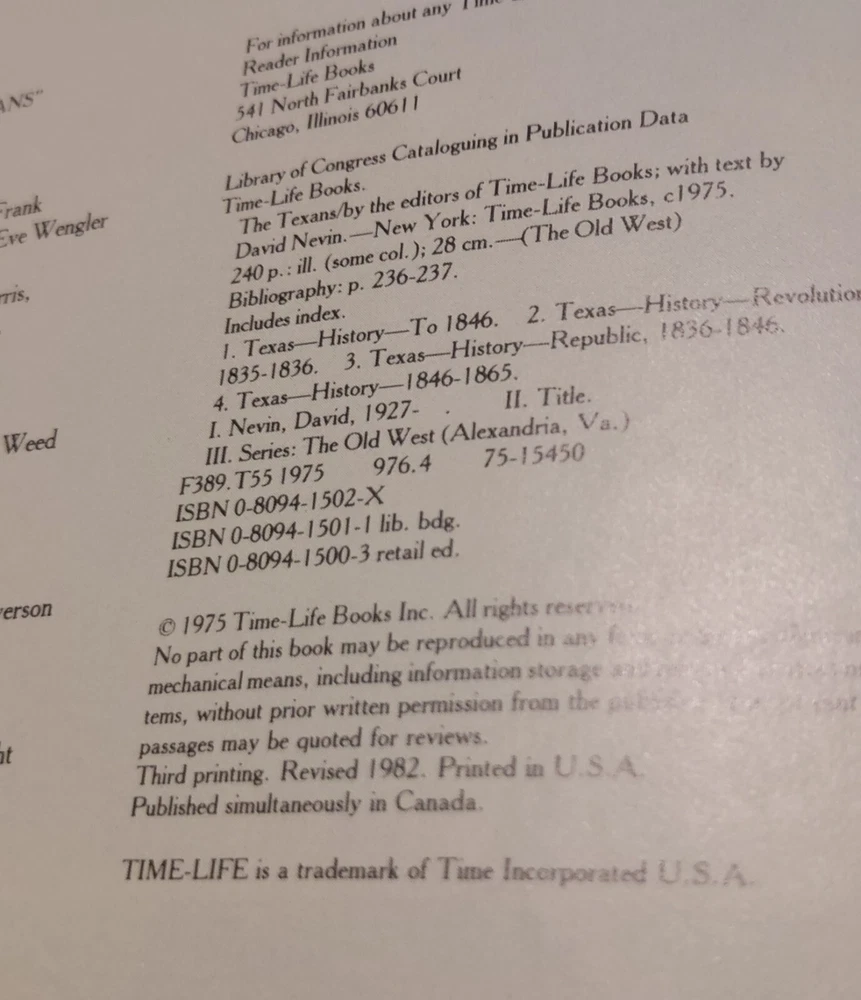 For information about any
Reader Information
Time-Life Books
541 North Fairbanks Court
Chicago, Illinois 60611
ANS"
Library of Congress Cataloguing in Publication Data
Time-Life Books.
The Texans/by the editors of Time-Life Books; with text by
David Nevin.—New York: Time-Life Books, c1975.
240 p.: ill. (some col.); 28 cm.—(The Old West)
Bibliography: p. 236-237.
Includes index.
1. Texas—History—To 1846. 2. Texas—History—Revolution
1835-1836. 3. Texas—History—Republic, 1836-1846.
4. Texas—History—1846-1865.
I. Nevin, David, 1927- . II. Title.
III. Series: The Old West (Alexandria, Va.)
F389.T55 1975 976.4 75-15450
ISBN 0-8094-1502-X
ISBN 0-8094-1501-1 lib. bdg.
ISBN 0-8094-1500-3 retail ed.
Frank
Eve Wengler
rris,
Weed
erson
ht
© 1975 Time-Life Books Inc. All rights
No part of this book may be reproduced in any
mechanical means, including information storage
tems, without prior written permission from the
passages may be quoted for reviews.
Third printing. Revised 1982. Printed in U.S.A.
Published simultaneously in Canada.
TIME-LIFE is a trademark of Time Incorporated U.S.A.